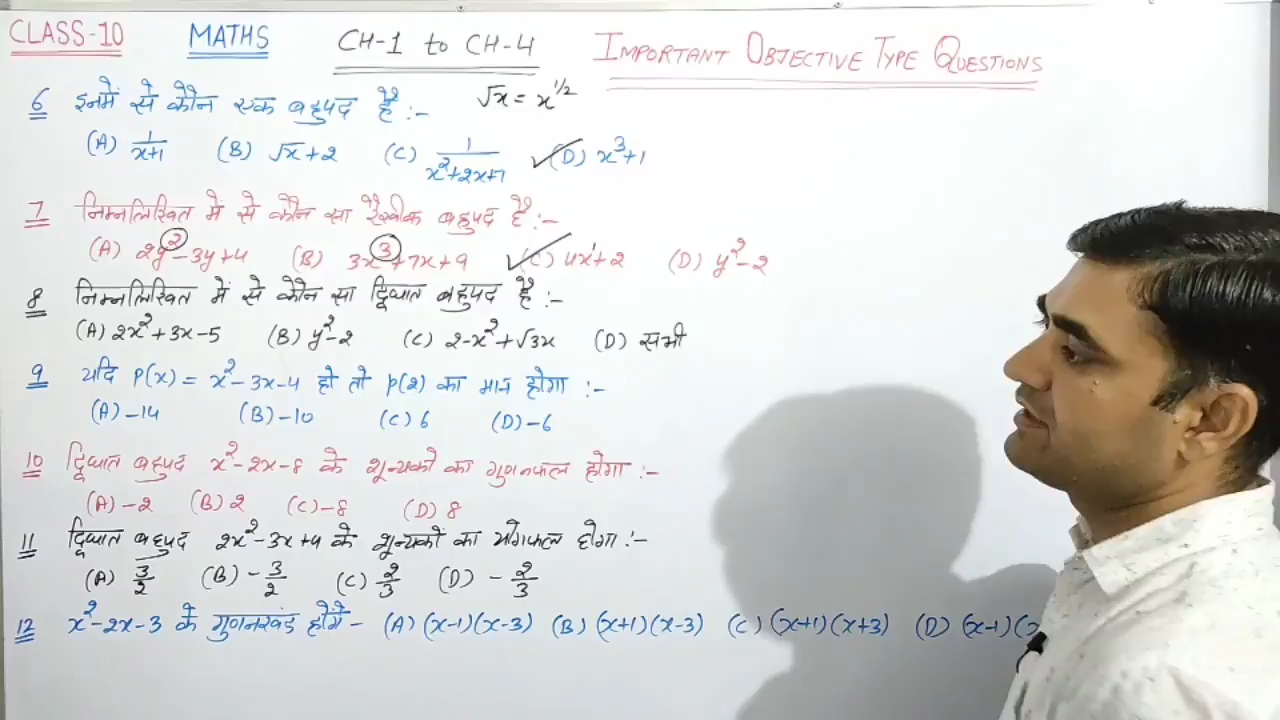 CLASS-10 MATHS CH-1 to CH-4 IMPORTANT OBJECTIVE TYPE QUESTIONS
6 इनमें से कौन एक बहुपद है :- √x = x^1/2
(A) 1/x+1 (B) √x+2 (C) 1/x²+2x+7 (D) x³+1
7 निम्नलिखित में से कौन सा रैखीक बहुपद है :-
(A) 2y²-3y+4 (B) 3x³+7x+9 (C) 4x¹+2 (D) y²-2
8 निम्नलिखित में से कौन सा द्विघात बहुपद है :-
(A) 2x²+3x-5 (B) y²-2 (C) 2-x²+√3x (D) सभी
9 यदि P(x) = x²-3x-4 हो तो p(2) का मान होगा :-
(A) -14 (B) -10 (C) 6 (D) -6
10 द्विघात बहुपद x²-2x-8 के शून्यकों का गुणनफल होगा :-
(A) -2 (B) 2 (C) -8 (D) 8
11 द्विघात बहुपद 2x²-3x+4 के शून्यकों का योगफल होगा :-
(A) 3/2 (B) -3/2 (C) 2/3 (D) -2/3
12 x²-2x-3 के गुणनखंड होंगे - (A) (x-1)(x-3) (B) (x+1)(x-3) (C) (x+1)(x+3) (D) (x-1)(